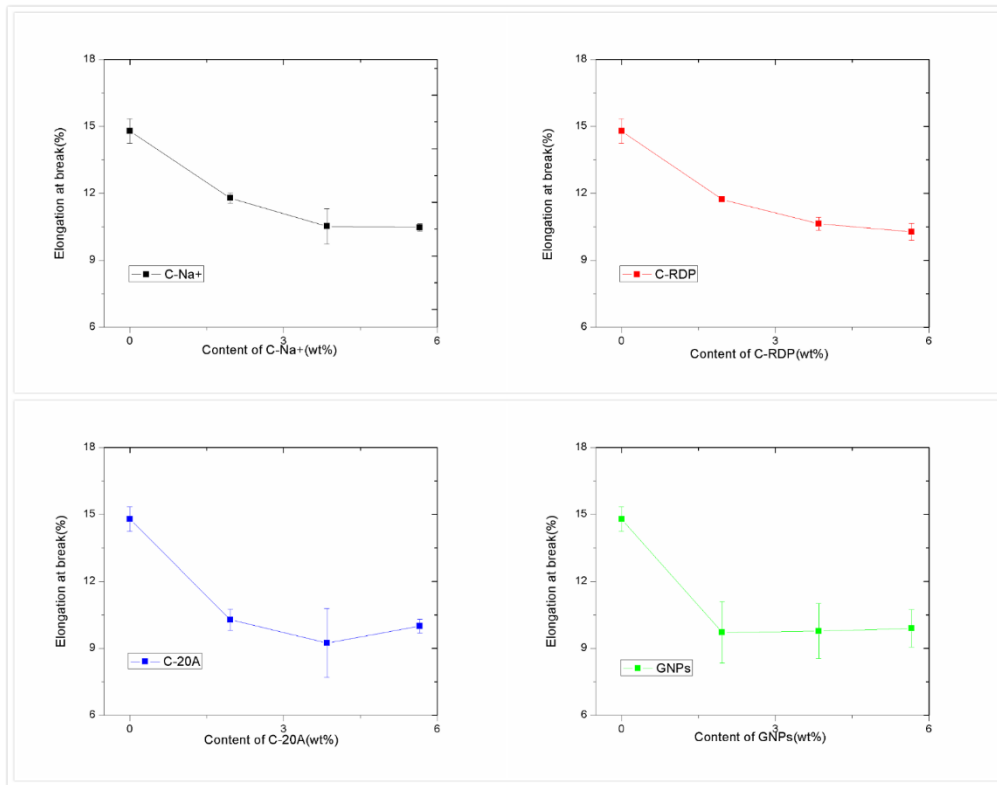 18
15
12
9
6
Elongation at break(%)
C-Na+
0
3
6
Content of C-Na+(wt%)
18
15
12
9
6
Elongation at break(%)
C-RDP
0
3
6
Content of C-RDP(wt%)
18
15
12
9
6
Elongation at break(%)
C-20A
0
3
6
Content of C-20A(wt%)
18
15
12
9
6
Elongation at break(%)
GNPs
0
3
6
Content of GNPs(wt%)